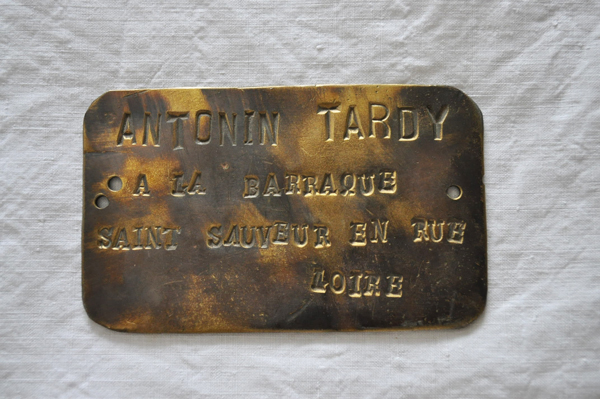 ANTONIN TARDY
A LA BARRAQUE
SAINT SAUVEUR EN RUE
LOIRE